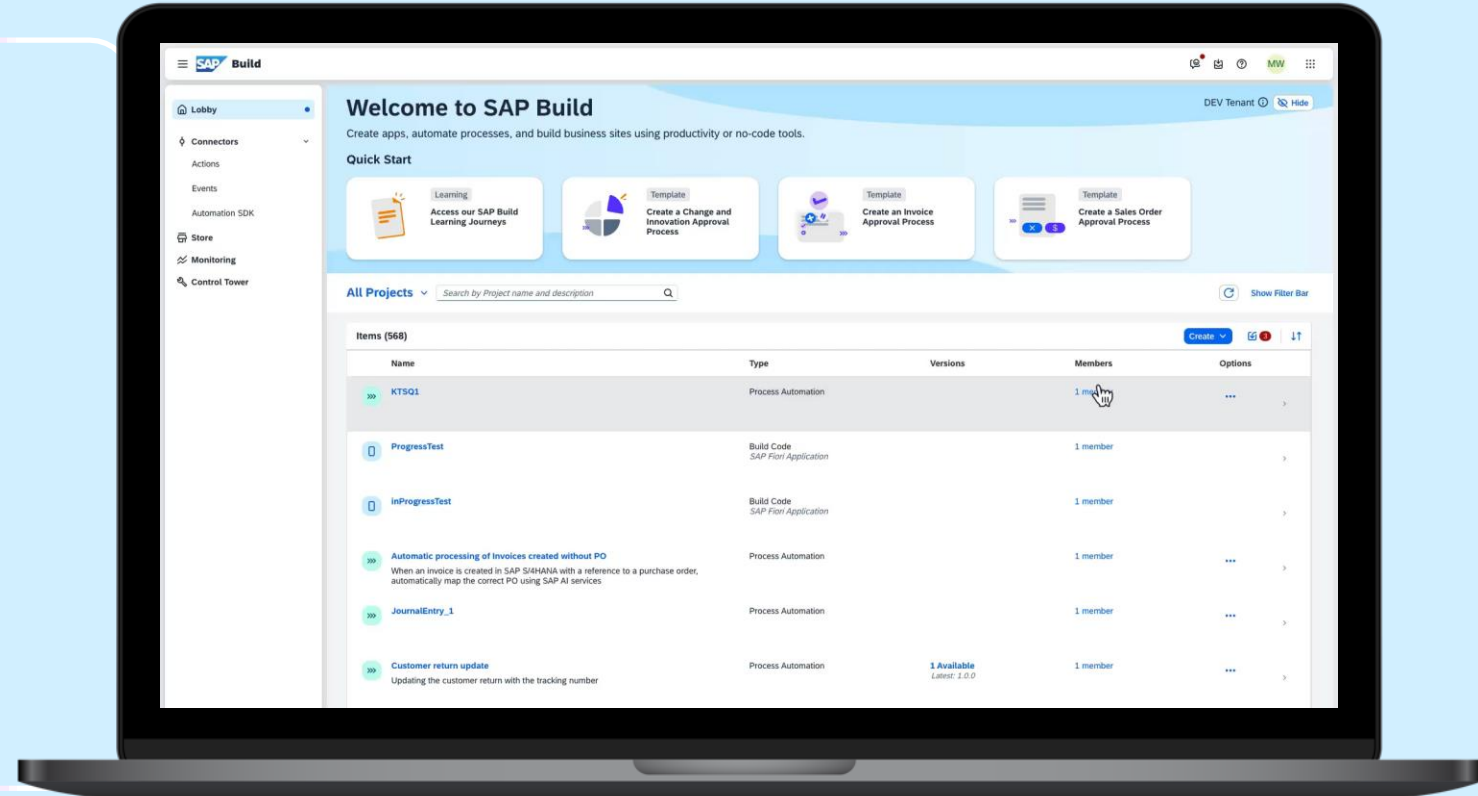 SAP Build
MW
Lobby
Connectors
Actions
Events
Automation SDK
Store
Monitoring
Control Tower
Welcome to SAP Build
DEV Tenant
Hide
Create apps, automate processes, and build business sites using productivity or no-code tools.
Quick Start
Learning
Access our SAP Build
Learning Journeys
Template
Create a Change and
Innovation Approval
Process
Template
Create an Invoice
Approval Process
Template
Create a Sales Order
Approval Process
All Projects
Search by Project name and description
Show Filter Bar
Items (568)
Create
3
Name Type Versions Members Options
KTSQ1 Process Automation 1
ProgressTest Build Code 1 member
SAP Fiori Application
inProgressTest Build Code 1 member
SAP Fiori Application
Automatic processing of Invoices created without PO Process Automation 1 member
When an invoice is created in SAP S/4HANA with a reference to a purchase order,
automatically map the correct PO using SAP AI services
JournalEntry_1 Process Automation 1 member
Customer return update Process Automation 1 Available 1 member
Updating the customer return with the tracking number Latest: 1.0.0